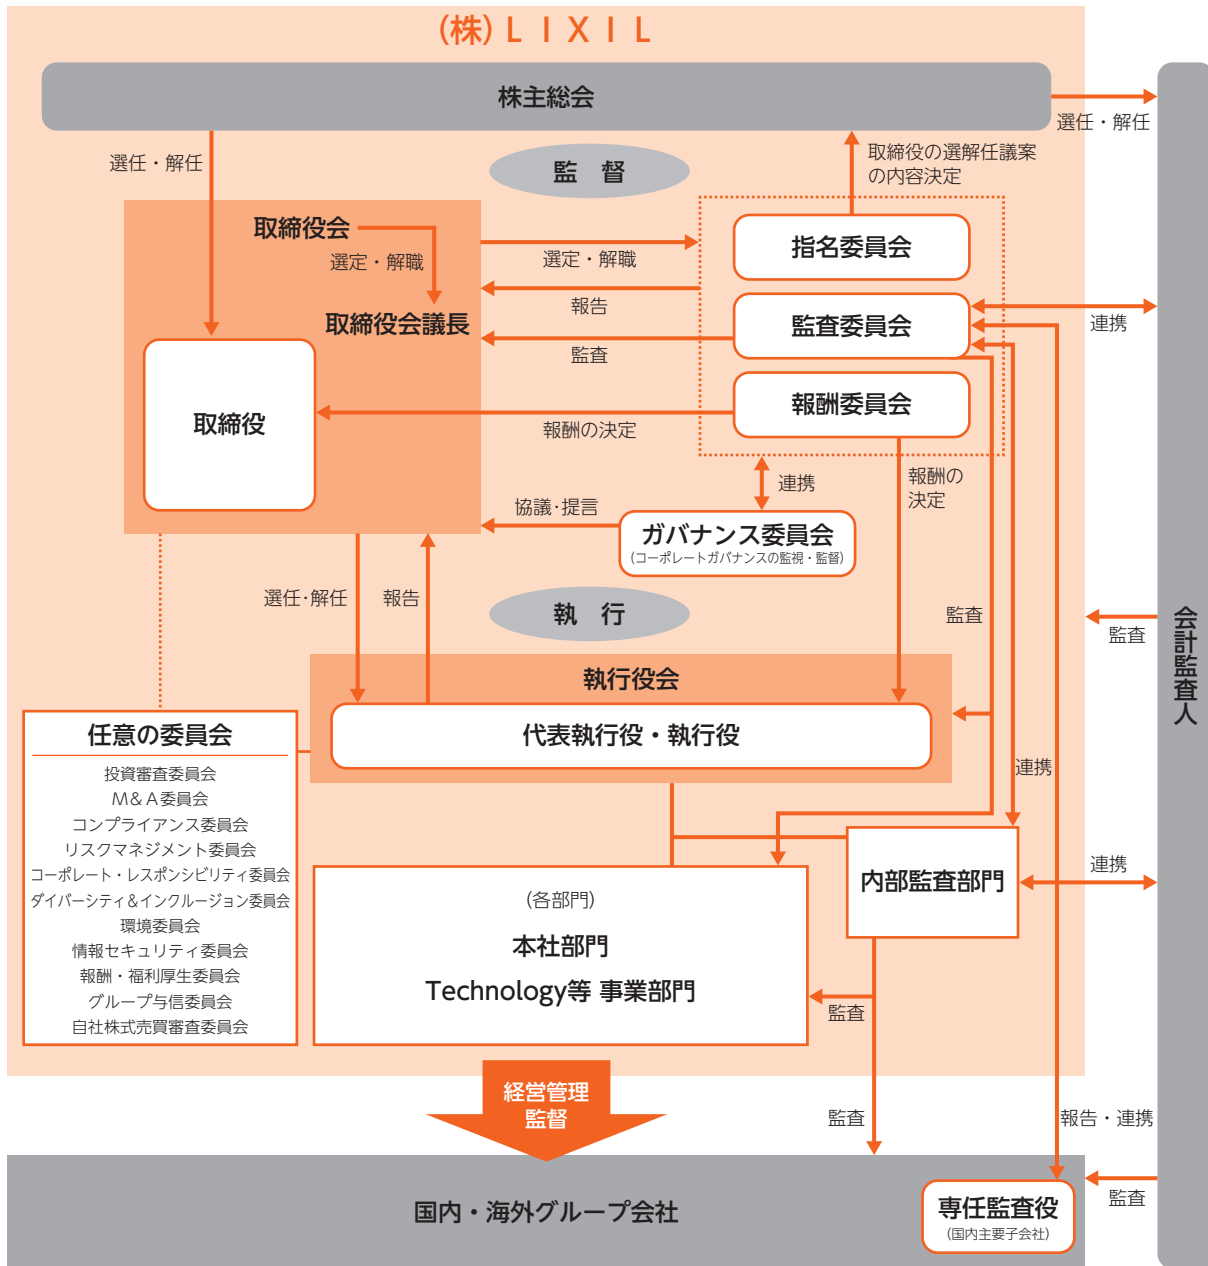 (株)ＬＩＸＩＬ
株主総会
選任・解任
選任・解任
監　督
取締役の選解任議案
の内容決定
取締役会
選定・解職
取締役会議長
取締役
選定・解職
報告
監査
報酬の決定
指名委員会
監査委員会
報酬委員会
連携
連携
報酬の
決定
協議･提言
ガバナンス委員会
(コーポレートガバナンスの監視・監督)
選任･解任
報告
執　行
監査
監査
会計監査人
執行役会
代表執行役・執行役
任意の委員会
投資審査委員会
M＆A委員会
コンプライアンス委員会
リスクマネジメント委員会
コーポレート・レスポンシビリティ委員会
ダイバーシティ＆インクルージョン委員会
環境委員会
情報セキュリティ委員会
報酬・福利厚生委員会
グループ与信委員会
自社株式売買審査委員会
連携
(各部門)
本社部門
Technology等 事業部門
内部監査部門
連携
監査
経営管理
監督
監査
報告・連携
国内・海外グループ会社
専任監査役
(国内主要子会社)
監査